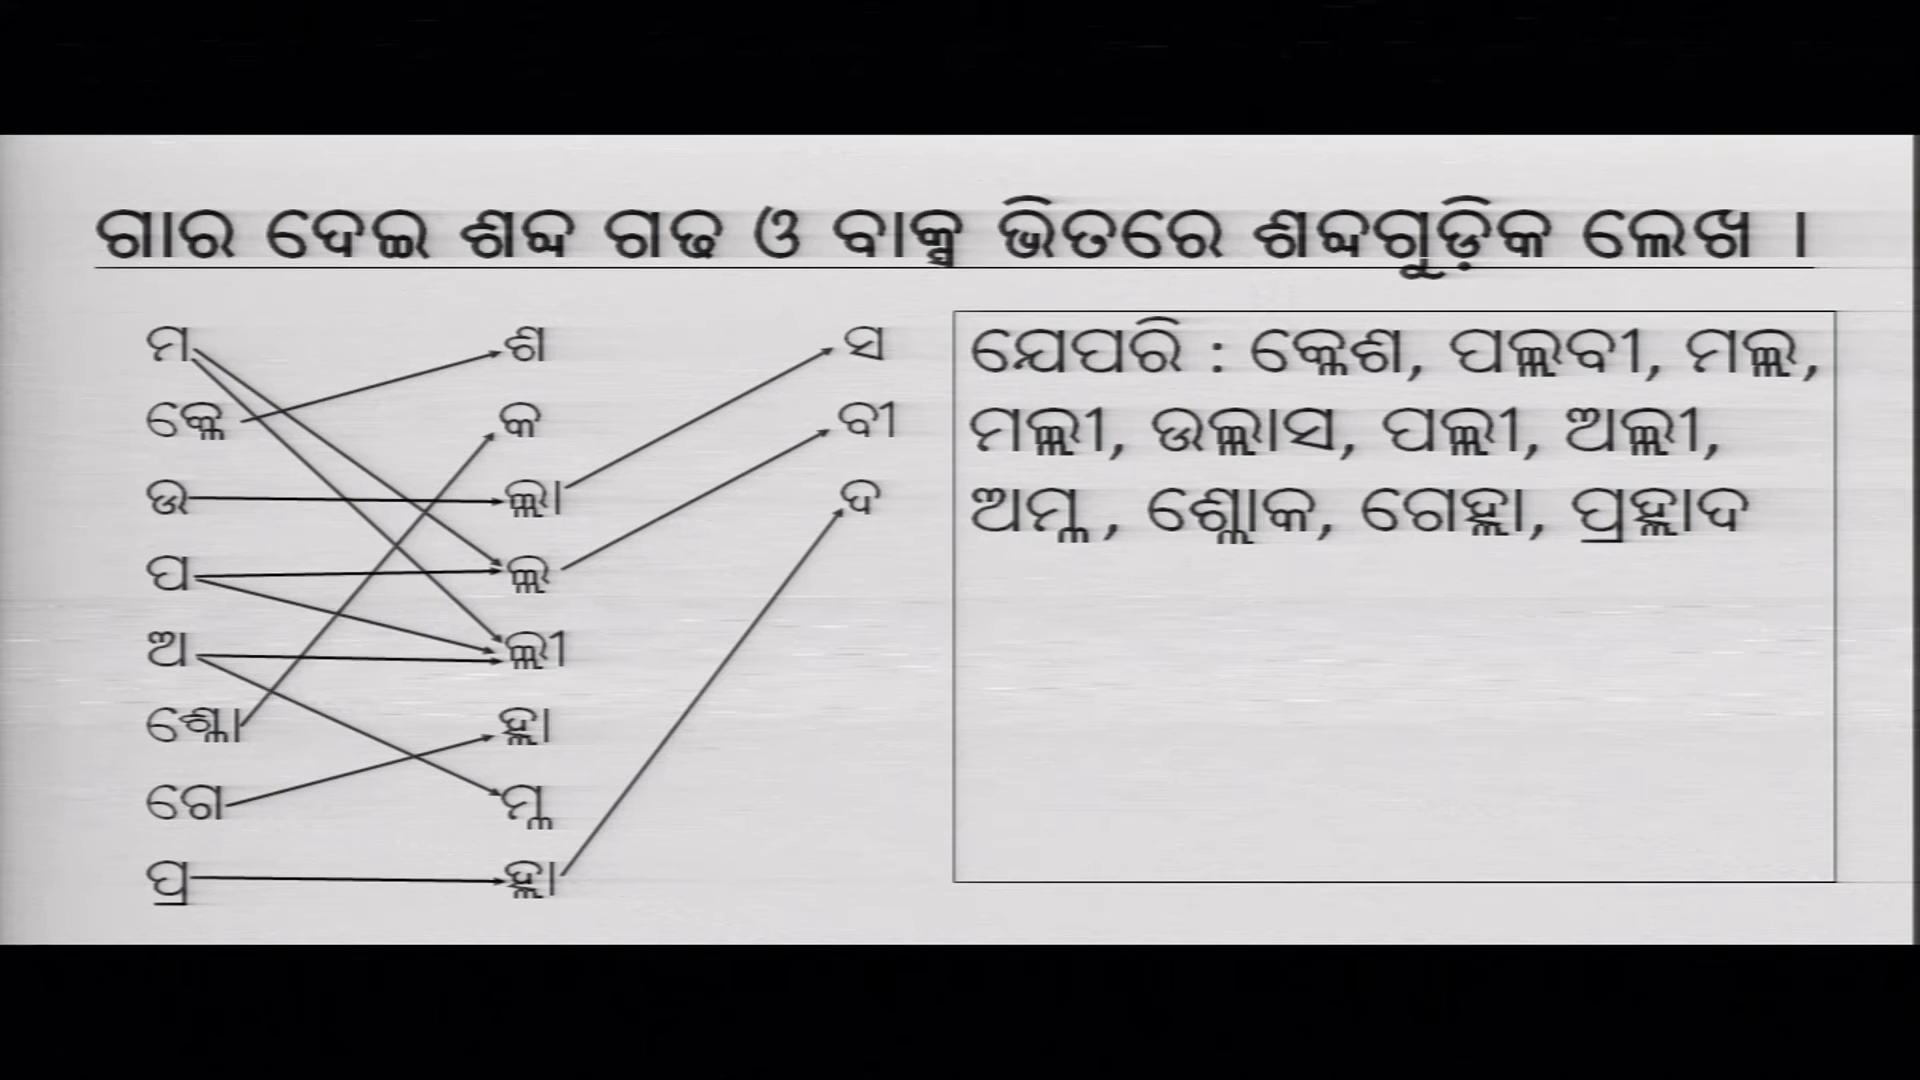 ଗାର ଦେଇ ଶବ୍ଦ ଗଢ ଓ ବାକ୍ସ ଭିତରେ ଶବ୍ଦଗୁଡ଼ିକ ଲେଖ ।
ମ ଶ ସ
କ୍ଲେ କ ବୀ
ଉ ଲ୍ଲା ଦ
ପ ଲ୍ଲ
ଅ ଲ୍ଲୀ
ଶ୍ଲୋ ହ୍ଲା
ଗେ ମ୍ଲ
ପ୍ର ହ୍ଲା
ଯେପରି : କ୍ଲେଶ, ପଲ୍ଲବୀ, ମଲ୍ଲ,
ମଲ୍ଲୀ, ଉଲ୍ଲାସ, ପଲ୍ଲୀ, ଅଲ୍ଲୀ,
ଅମ୍ଲ , ଶ୍ଲୋକ, ଗେହ୍ଲା, ପ୍ରହ୍ଲାଦ